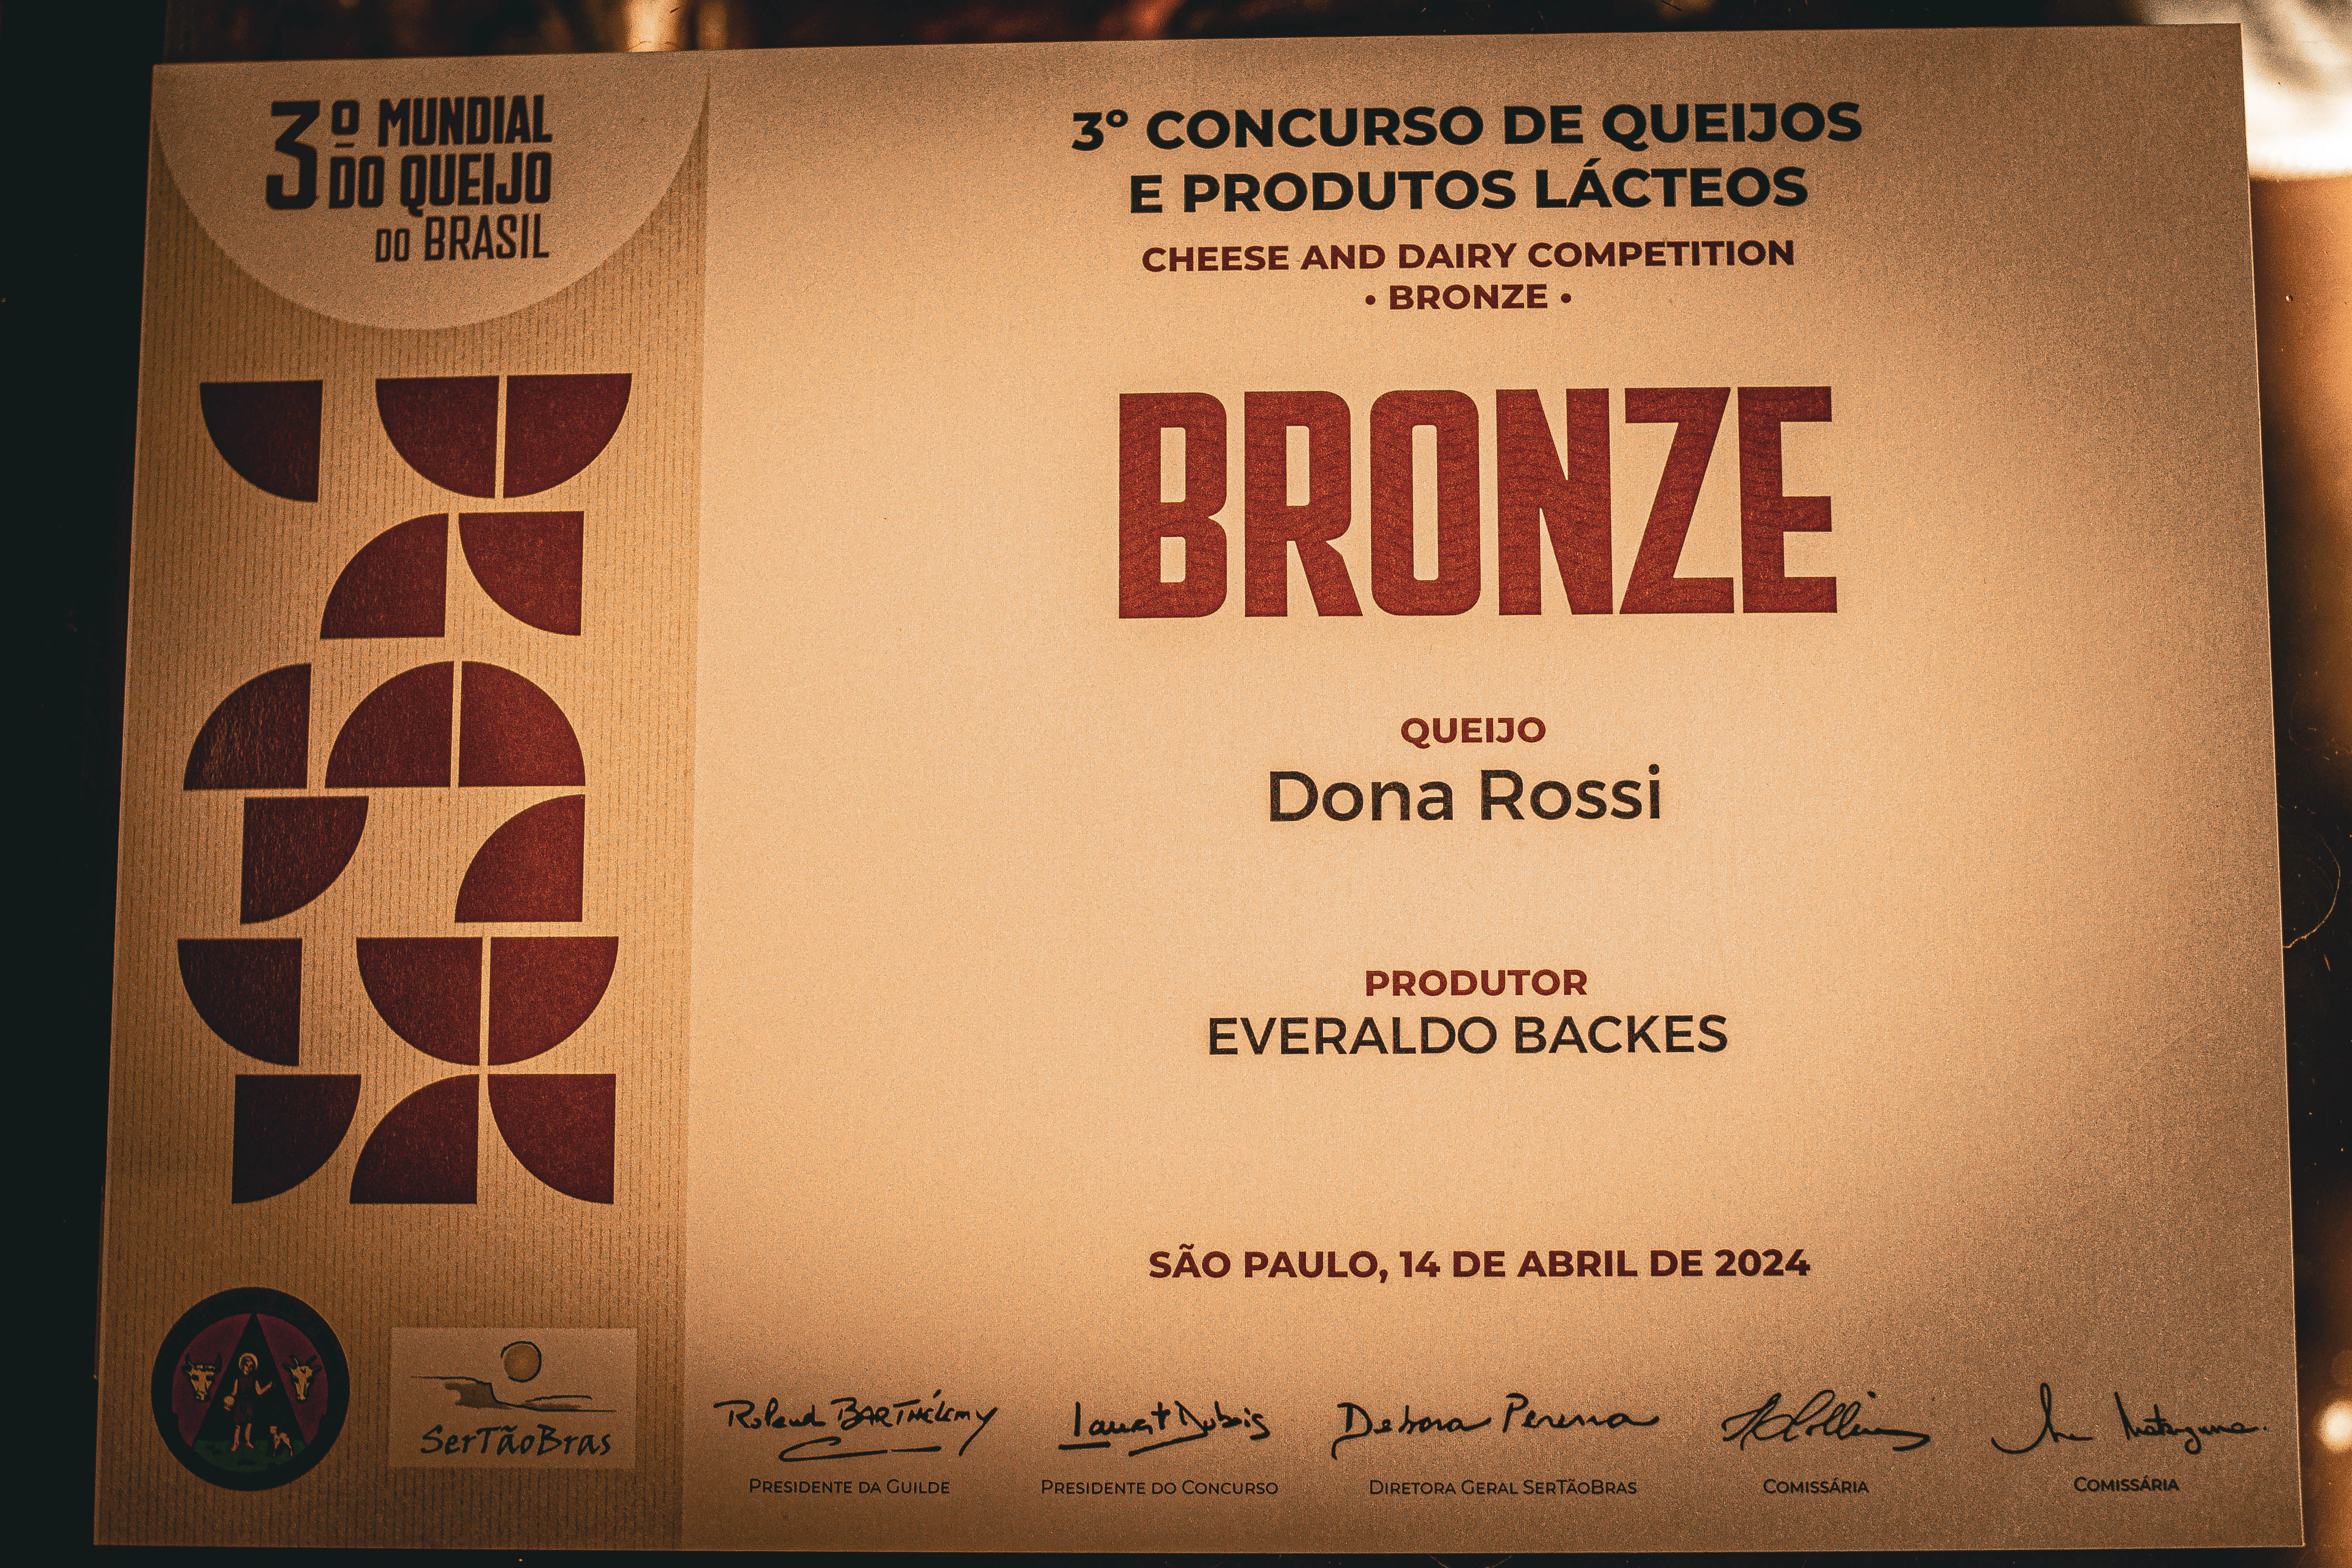 3º MUNDIAL
DO QUEIJO
DO BRASIL
3º CONCURSO DE QUEIJOS
E PRODUTOS LÁCTEOS
CHEESE AND DAIRY COMPETITION
• BRONZE •
BRONZE
QUEIJO
Dona Rossi
PRODUTOR
EVERALDO BACKES
SÃO PAULO, 14 DE ABRIL DE 2024
SerTãoBras
Roland BARTHÉLEMY
Laurent Dubois
Debora Pereira
PRESIDENTE DA GUILDE
PRESIDENTE DO CONCURSO
DIRETORA GERAL SERTÃOBRAS
COMISSÁRIA
COMISSÁRIA